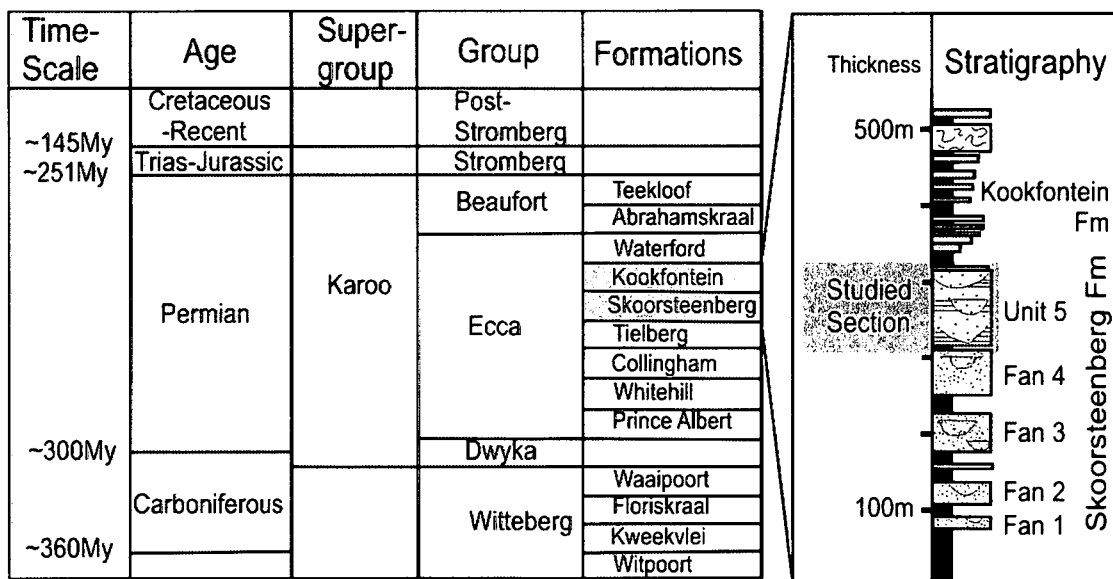 Time-
Scale
Age
Super-
group
Group
Formations
Cretaceous
-Recent
Post-
Stromberg
~145My
Trias-Jurassic
Stromberg
~251My
Beaufort
Teekloof
Abrahamskraal
Permian
Karoo
Ecca
Waterford
Kookfontein
Skoorsteenberg
Tielberg
Collingham
Whitehill
Prince Albert
~300My
Dwyka
Carboniferous
Witteberg
Waaipoort
Floriskraal
Kweekvlei
~360My
Witpoort
Thickness
Stratigraphy
500m
Kookfontein
Fm
Studied
Section
Unit 5
Fan 4
Fan 3
Fan 2
100m
Fan 1
Skoorsteenberg Fm